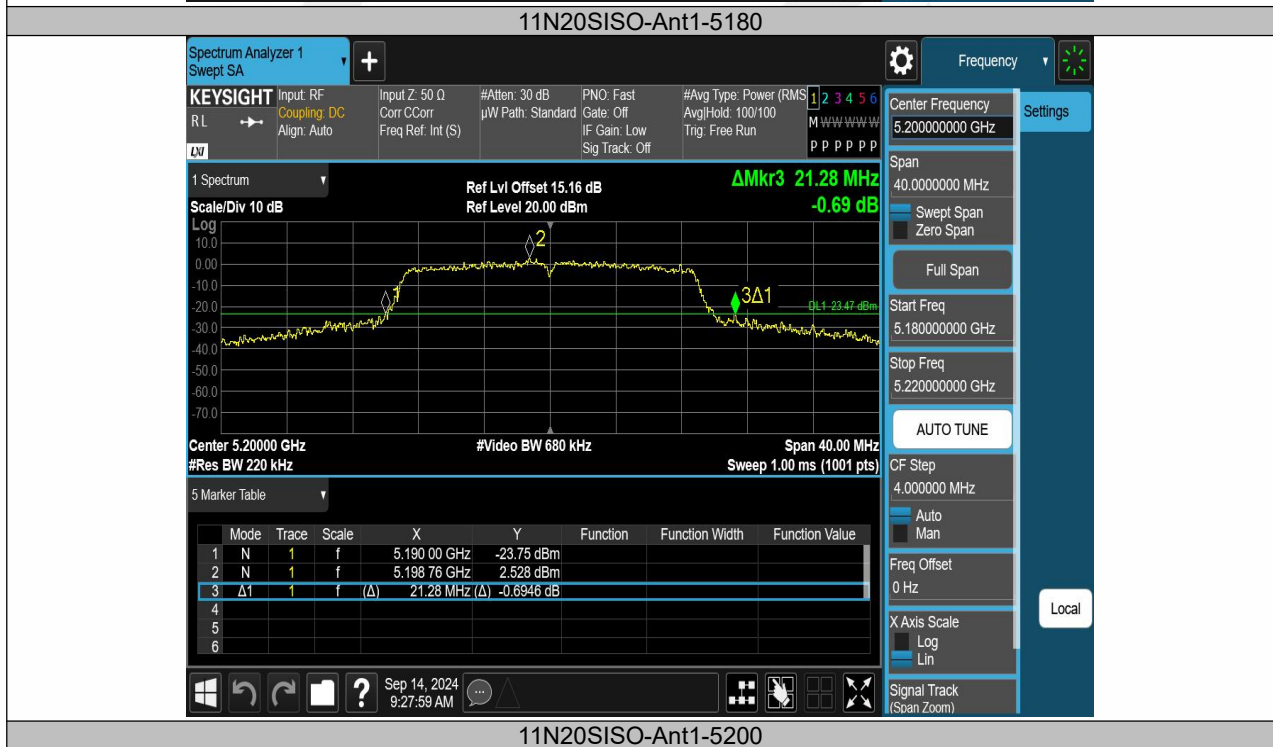 11N20SISO-Ant1-5180
Spectrum Analyzer 1
Swept SA
+
Frequency
KEYSIGHT
RL
LXI
Input: RF
Coupling: DC
Align: Auto
Input Z: 50 Ω
Corr CCorr
Freq Ref: Int (S)
#Atten: 30 dB
µW Path: Standard
PNO: Fast
Gate: Off
IF Gain: Low
Sig Track: Off
#Avg Type: Power (RMS
Avg|Hold: 100/100
Trig: Free Run
1 2 3 4 5 6
M W W W W W
P P P P P P
1 Spectrum
Scale/Div 10 dB
Ref Lvl Offset 15.16 dB
Ref Level 20.00 dBm
ΔMkr3 21.28 MHz
-0.69 dB
Log
10.0
0.00
-10.0
-20.0
-30.0
-40.0
-50.0
-60.0
-70.0
1
2
3Δ1
DL1 -23.47 dBm
Center 5.20000 GHz
#Video BW 680 kHz
Span 40.00 MHz
#Res BW 220 kHz
Sweep 1.00 ms (1001 pts)
5 Marker Table
Mode Trace Scale X Y Function Function Width Function Value
1 N 1 f 5.190 00 GHz -23.75 dBm
2 N 1 f 5.198 76 GHz 2.528 dBm
3 Δ1 1 f (Δ) 21.28 MHz (Δ) -0.6946 dB
4
5
6
?
Sep 14, 2024
9:27:59 AM
Center Frequency
5.200000000 GHz
Settings
Span
40.0000000 MHz
Swept Span
Zero Span
Full Span
Start Freq
5.180000000 GHz
Stop Freq
5.220000000 GHz
AUTO TUNE
CF Step
4.000000 MHz
Auto
Man
Freq Offset
0 Hz
Local
X Axis Scale
Log
Lin
Signal Track
(Span Zoom)
11N20SISO-Ant1-5200